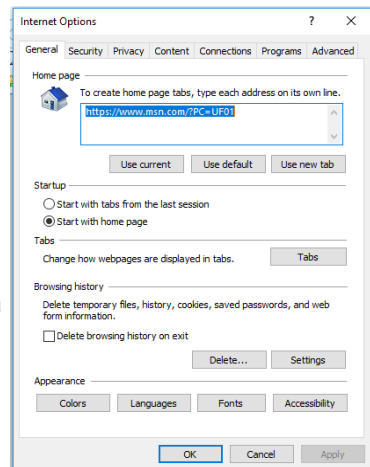 Internet Options ? X
General Security Privacy Content Connections Programs Advanced
Home page
To create home page tabs, type each address on its own line.
https://www.msn.com/?PC=UF01
Use current Use default Use new tab
Startup
Start with tabs from the last session
Start with home page
Tabs
Change how webpages are displayed in tabs. Tabs
Browsing history
Delete temporary files, history, cookies, saved passwords, and web
form information.
Delete browsing history on exit
Delete... Settings
Appearance
Colors Languages Fonts Accessibility
OK Cancel Apply